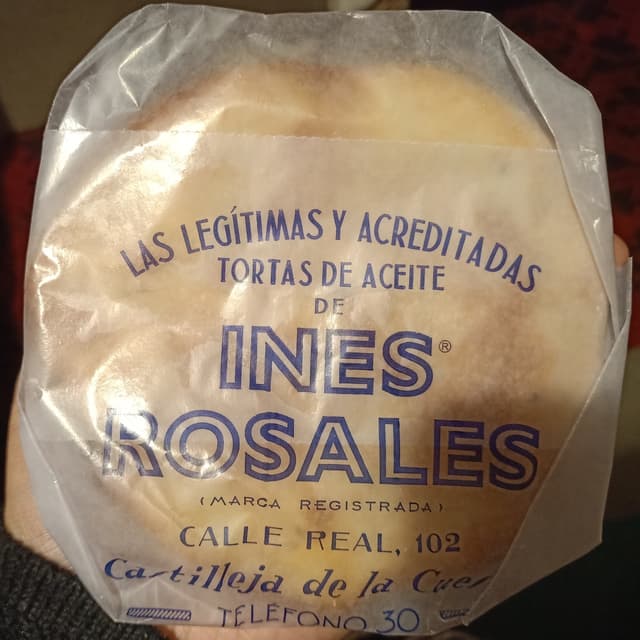 LAS LEGÍTIMAS Y ACREDITADAS
TORTAS DE ACEITE
DE
INES®
ROSALES
(MARCA REGISTRADA)
CALLE REAL, 102
Castilleja de la
TELEFONO 30